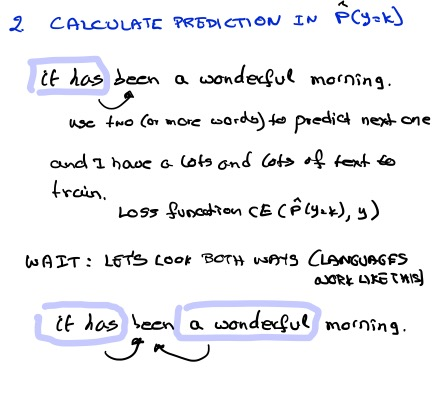 2 CALCULATE PREDICTION IN P̂(y=k)
it has been a wonderful morning.
use two (or more words) to predict next one
and I have a lots and lots of text to
train.
Loss function CE (P̂(y=k), y)
WAIT: LET'S LOOK BOTH WAYS (LANGUAGES
WORK LIKE THIS)
it has been a wonderful morning.